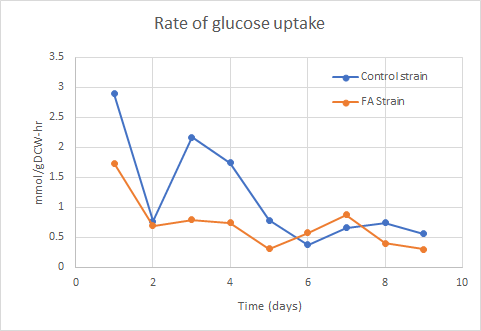 Rate of glucose uptake
3.5
3
2.5
2
1.5
1
0.5
0
mmol/gDCW-hr
Control strain
FA Strain
0 2 4 6 8 10
Time (days)